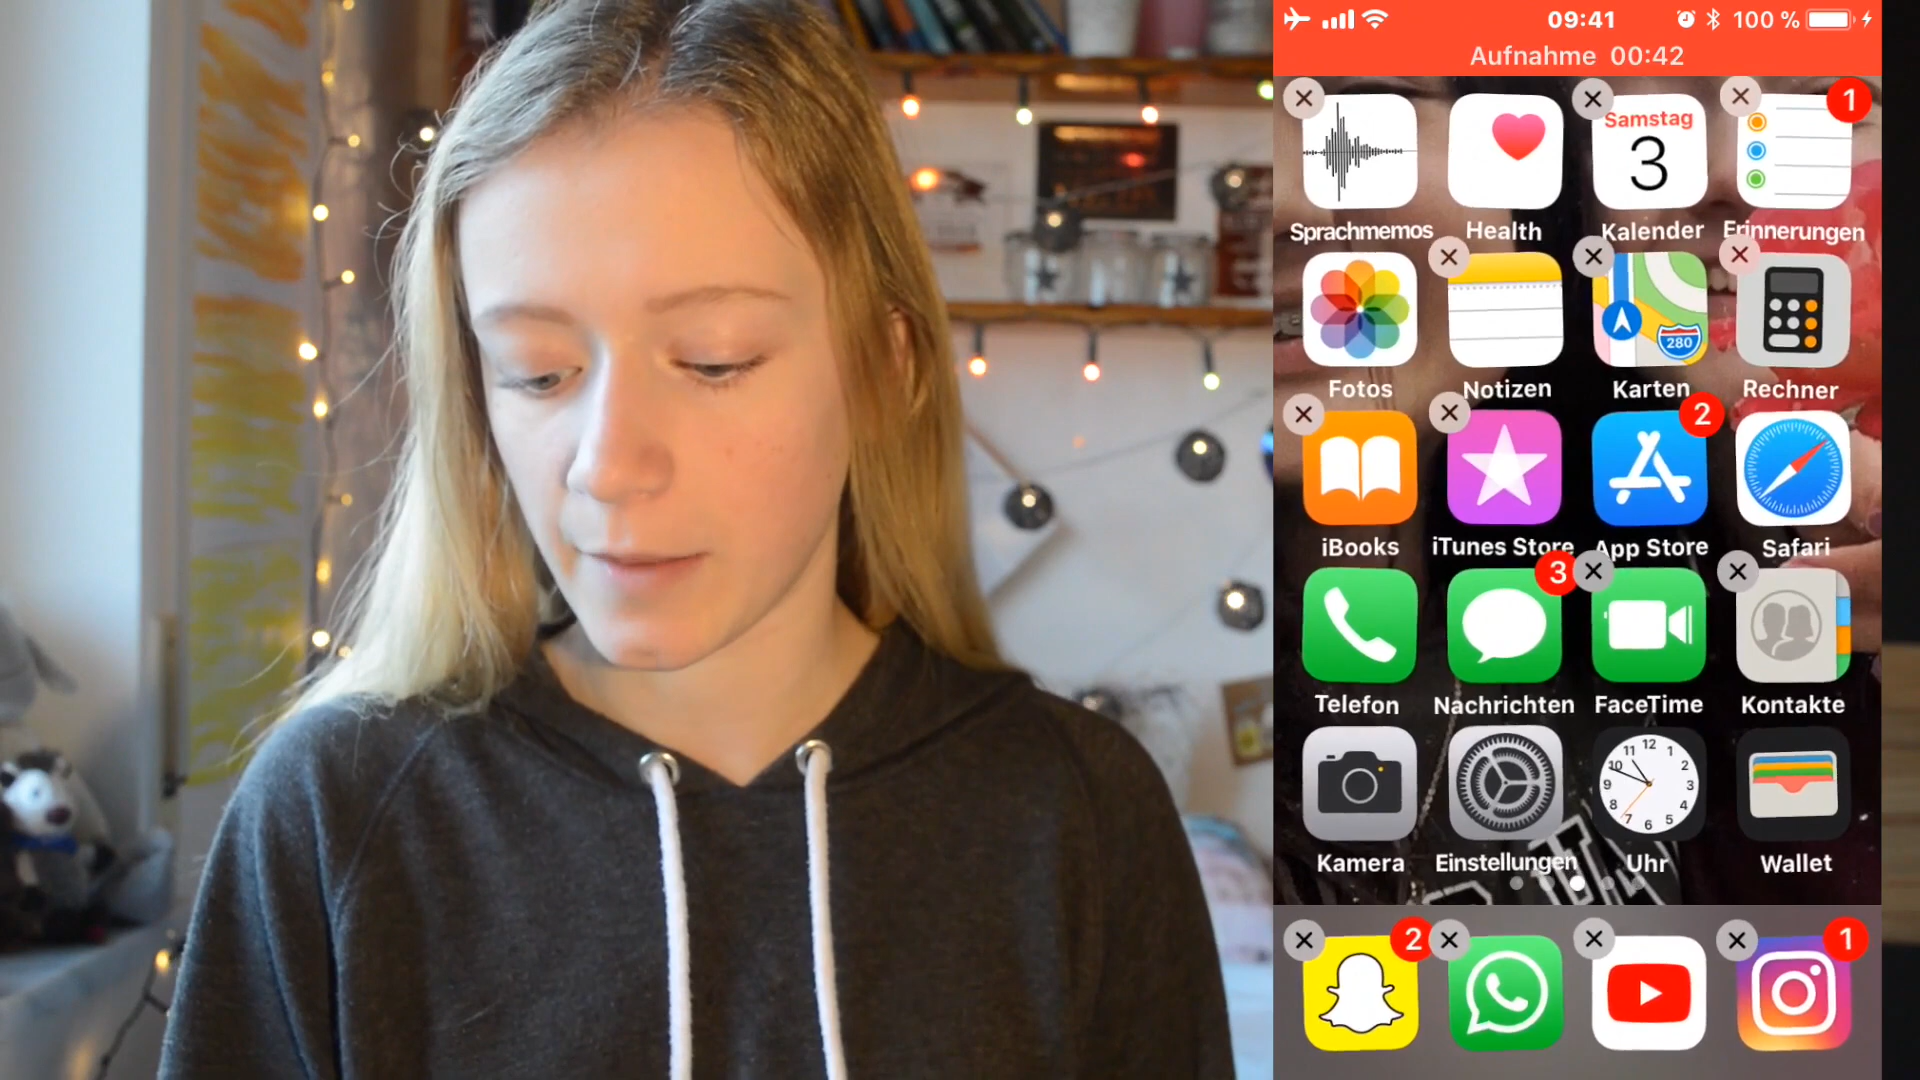 09:41
100 %
Aufnahme 00:42
1
Samstag
3
Sprachmemos Health Kalender Erinnerungen
280
Fotos Notizen Karten Rechner
2
iBooks iTunes Store App Store Safari
3
Telefon Nachrichten FaceTime Kontakte
12
11 1
10 2
9 3
8 4
7 6 5
Kamera Einstellungen Uhr Wallet
2 1